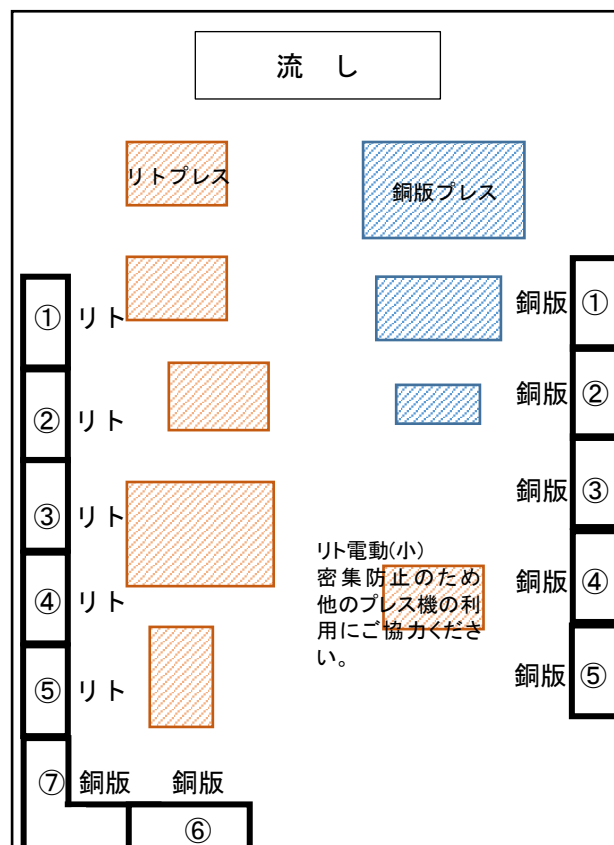 流　し
リトプレス
銅版プレス
① リト
② リト
③ リト
④ リト
⑤ リト
⑦ 銅版
銅版
⑥
銅版 ①
銅版 ②
銅版 ③
銅版 ④
銅版 ⑤
リト電動(小)
密集防止のため
他のプレス機の利
用にご協力くださ
い。